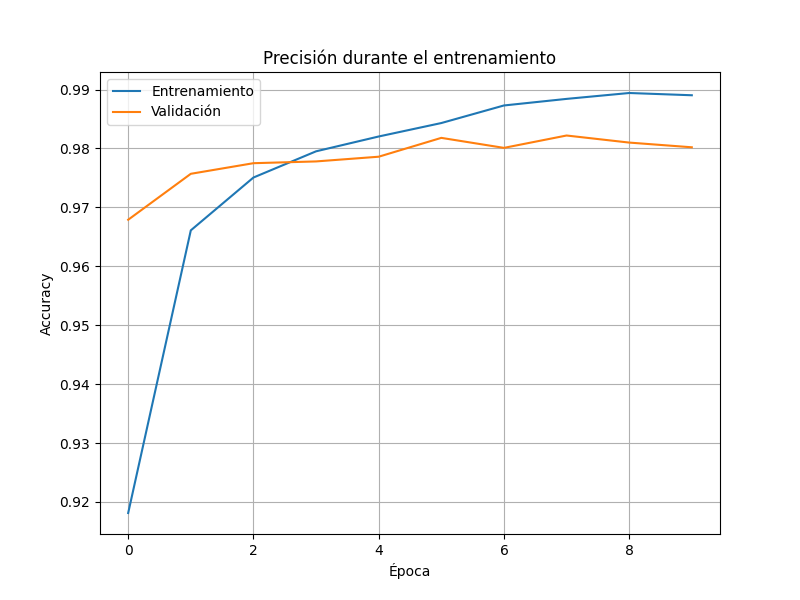 Precisión durante el entrenamiento
Entrenamiento
Validación
0.99
0.98
0.97
0.96
0.95
0.94
0.93
0.92
Accuracy
0 2 4 6 8
Época